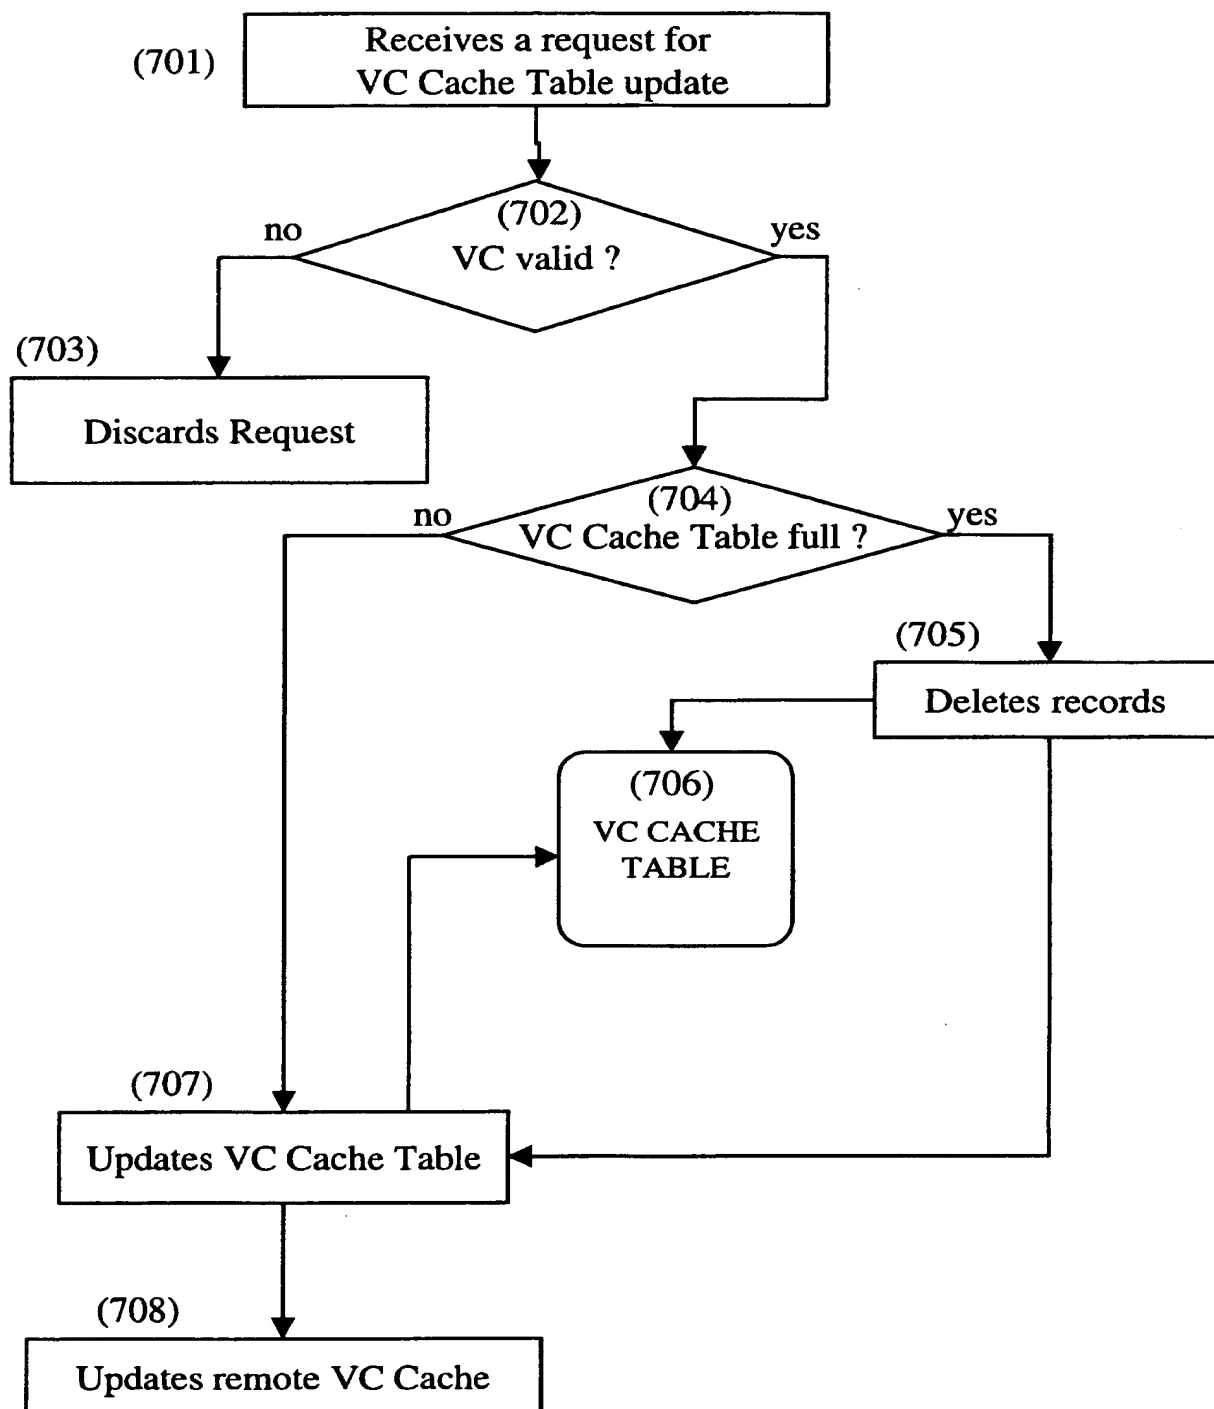 Receives a request for
(701)
VC Cache Table update
(702)
no
yes
VC valid ?
(703)
Discards Request
(704)
no
yes
VC Cache Table full ?
(705)
Deletes records
(706)
VC CACHE
TABLE
(707)
Updates VC Cache Table
(708)
Updates remote VC Cache